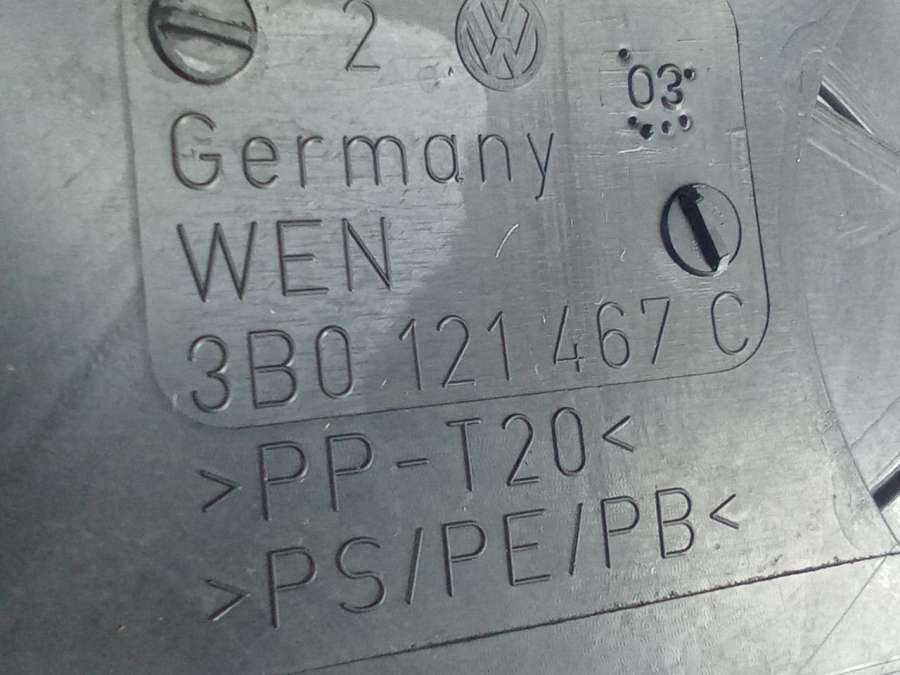 2
03
Germany
WEN
3B0 121 467 C
>PP-T20<
>PS/PE/PB<